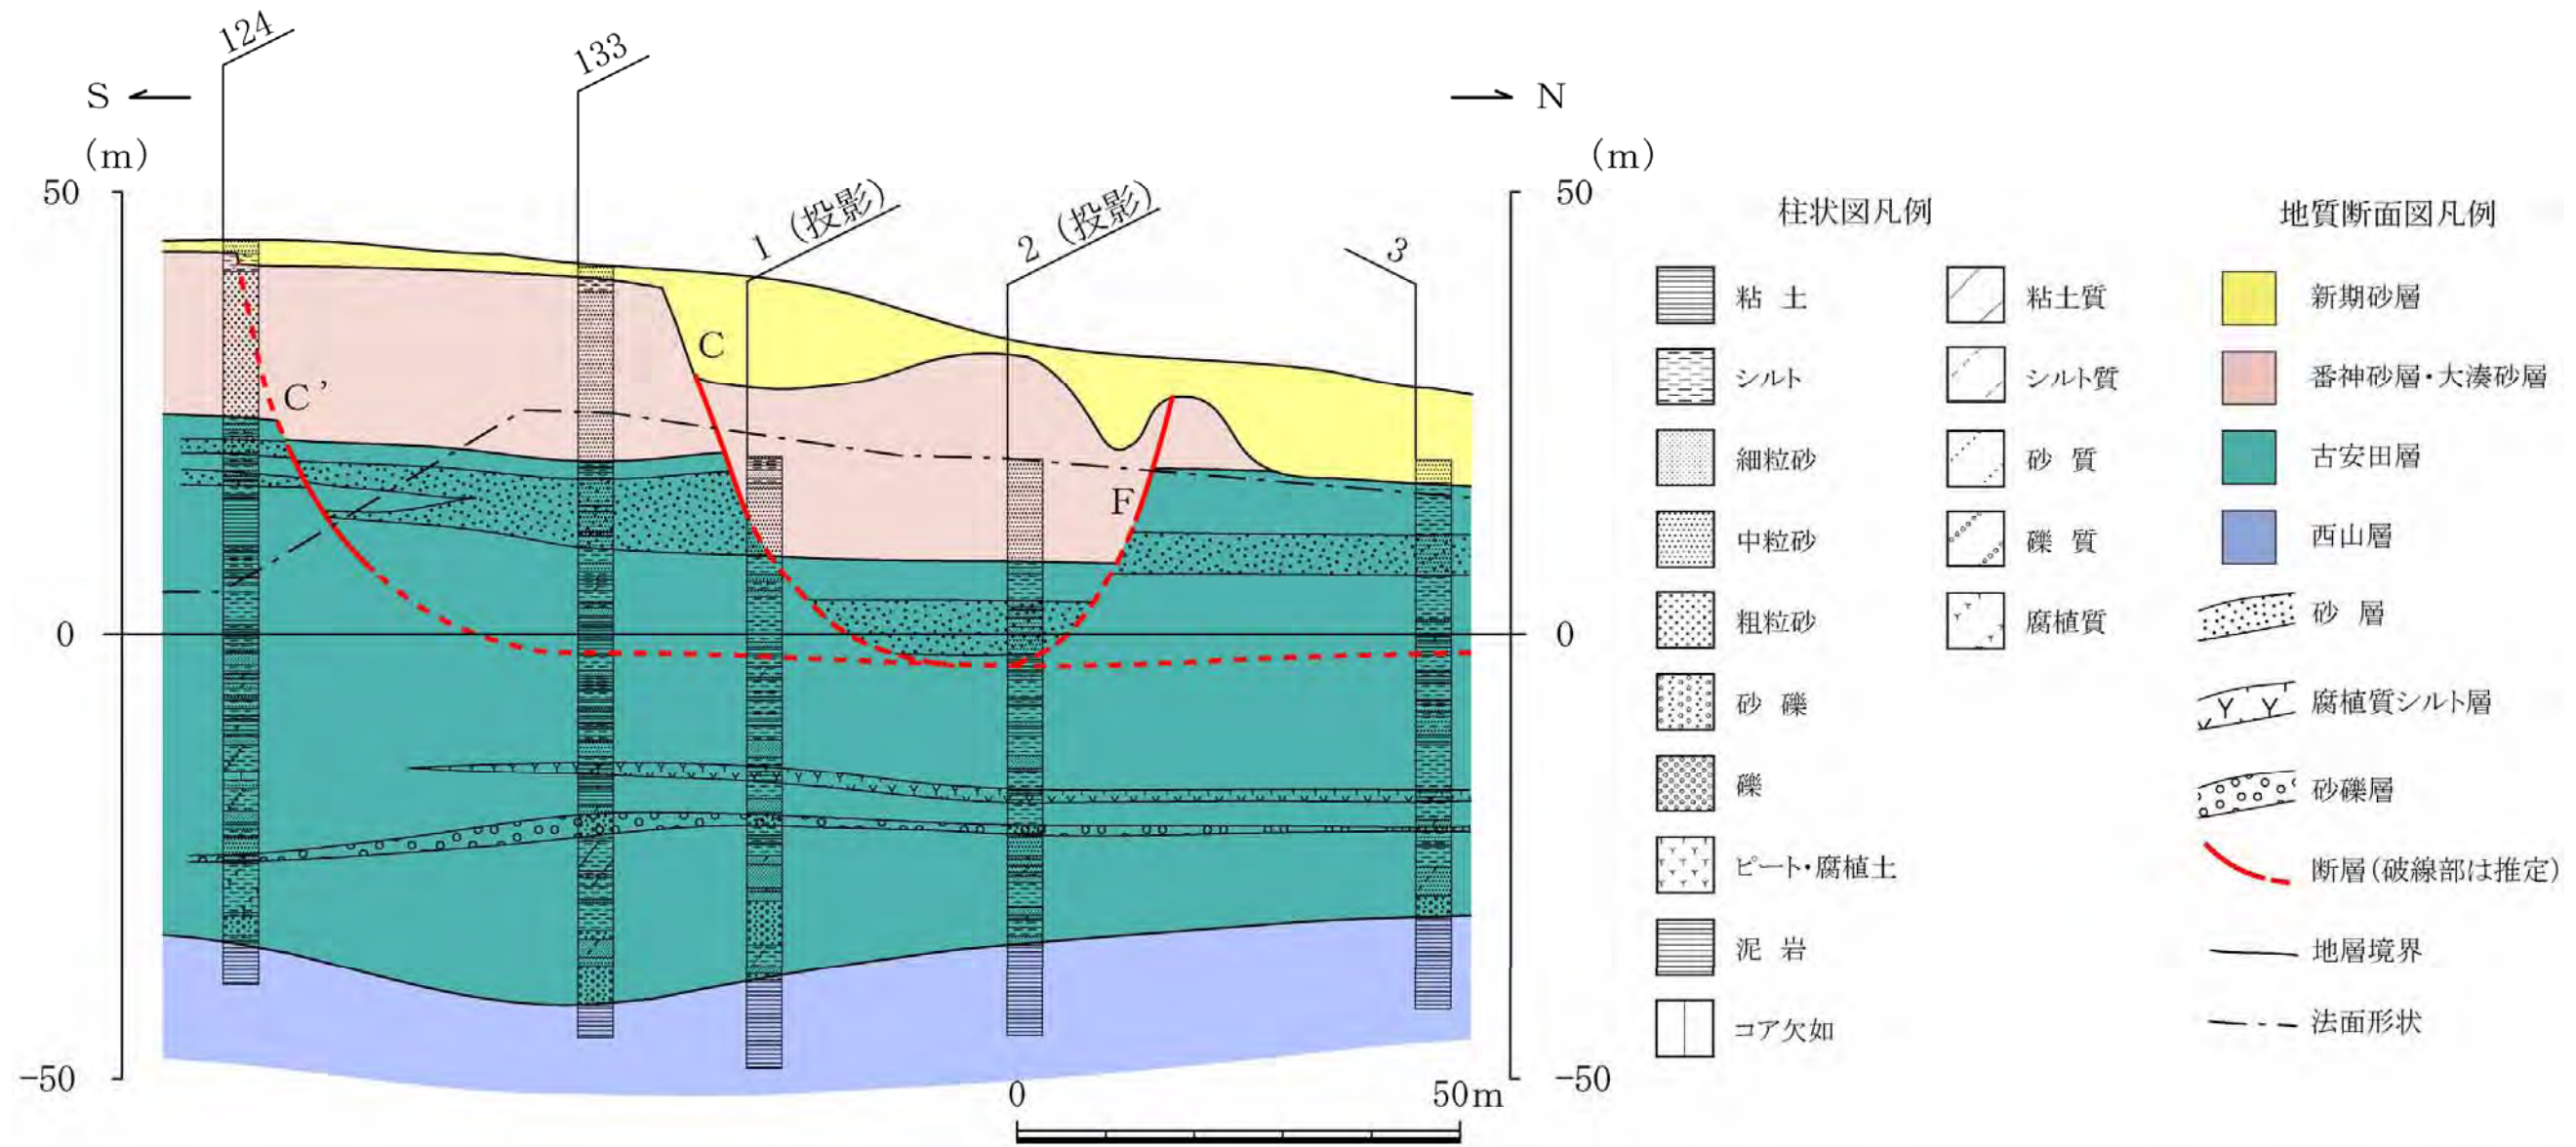 124
133
S
N
(m)
(m)
50
50
1（投影）
2（投影）
3
C
C’
F
0
0
−50
−50
0
50m
柱状図凡例
地質断面図凡例
粘 土
粘土質
新期砂層
シルト
シルト質
番神砂層・大湊砂層
細粒砂
砂 質
古安田層
中粒砂
礫 質
西山層
粗粒砂
腐植質
砂 層
砂 礫
腐植質シルト層
礫
砂礫層
ピート・腐植土
断層（破線部は推定）
泥 岩
地層境界
コア欠如
法面形状